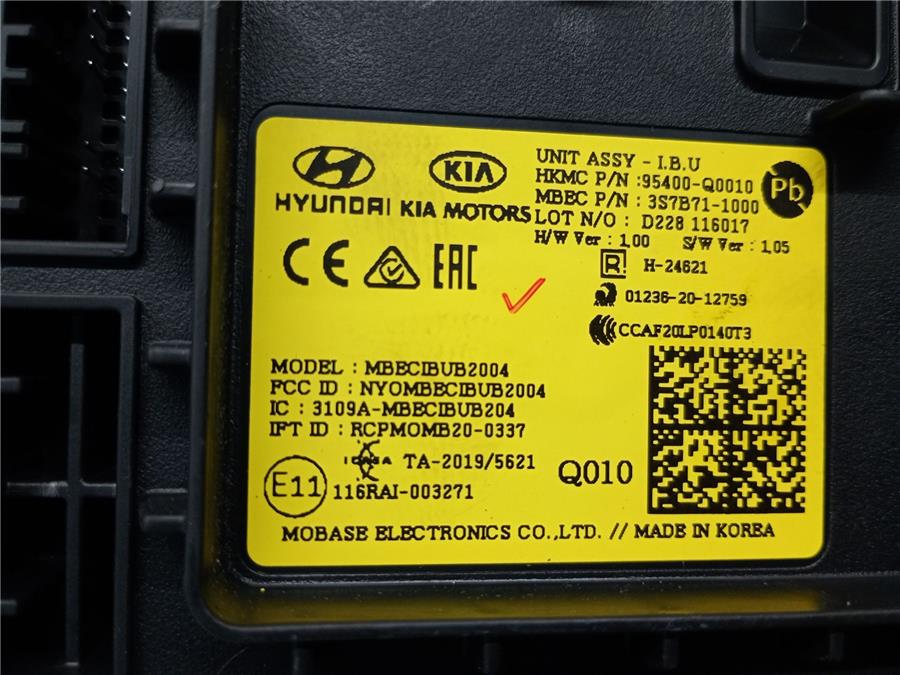 HYUNDAI KIA MOTORS
KIA
UNIT ASSY - I.B.U
HKMC P/N :95400-Q0010
MBEC P/N : 3S7B71-1000
LOT N/O : D228 116017
H/W Ver : 1.00 S/W Ver : 1.05
Pb
CE EAC
R H-24621
01236-20-12759
CCAF20LP0140T3
MODEL : MBECIBUB2004
FCC ID : NYOMBECIBUB2004
IC : 3109A-MBECIBUB204
IFT ID : RCPMOMB20-0337
ICASA TA-2019/5621
E11 116RAI-003271
Q010
MOBASE ELECTRONICS CO.,LTD. // MADE IN KOREA